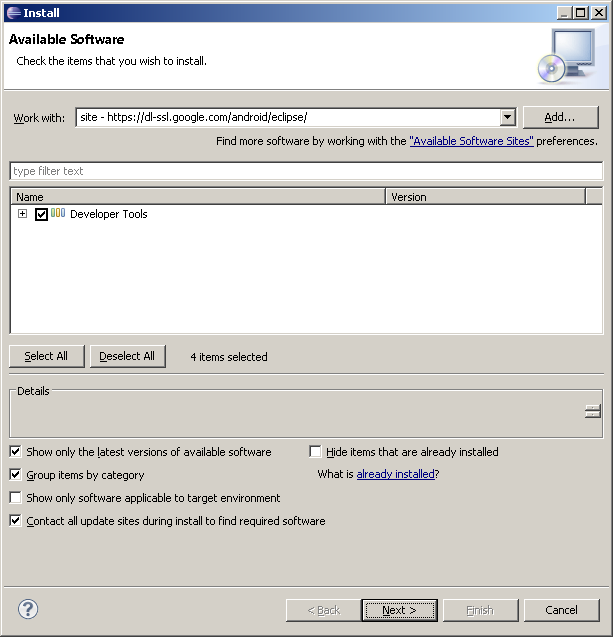 Install
Available Software
Check the items that you wish to install.
Work with: site - https://dl-ssl.google.com/android/eclipse/ Add...
Find more software by working with the "Available Software Sites" preferences.
type filter text
Name Version
Developer Tools
Select All Deselect All 4 items selected
Details
Show only the latest versions of available software Hide items that are already installed
Group items by category What is already installed?
Show only software applicable to target environment
Contact all update sites during install to find required software
? < Back Next > Finish Cancel